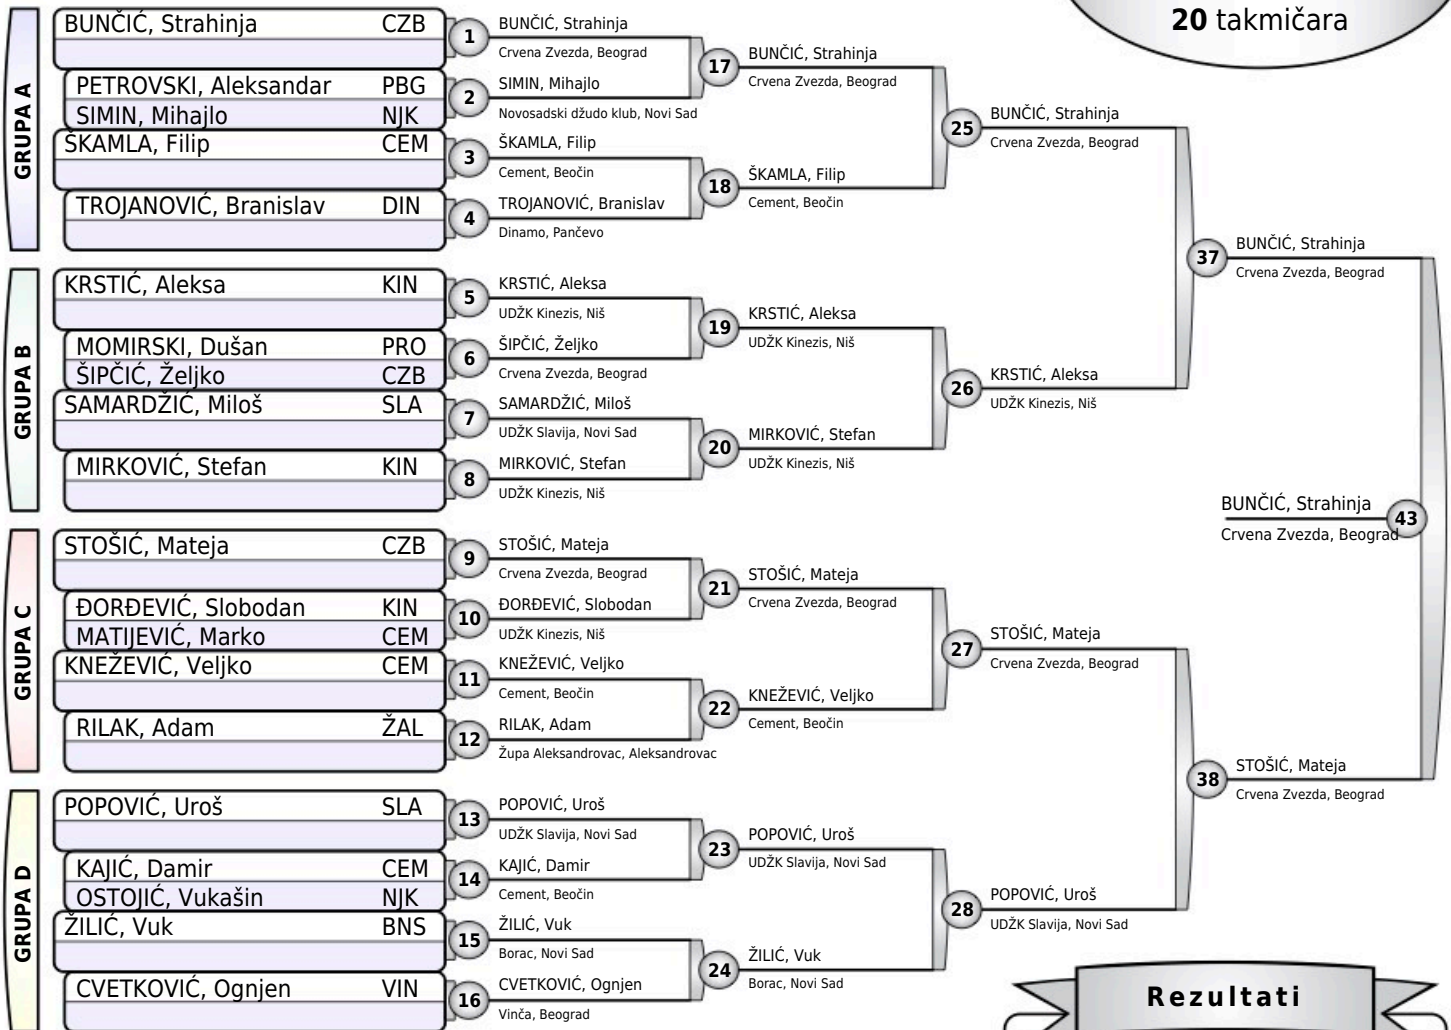 20 takmičara
GRUPA A
BUNČIĆ, Strahinja CZB
PETROVSKI, Aleksandar PBG
SIMIN, Mihajlo NJK
ŠKAMLA, Filip CEM
TROJANOVIĆ, Branislav DIN
GRUPA B
KRSTIĆ, Aleksa KIN
MOMIRSKI, Dušan PRO
ŠIPČIĆ, Željko CZB
SAMARDŽIĆ, Miloš SLA
MIRKOVIĆ, Stefan KIN
GRUPA C
STOŠIĆ, Mateja CZB
ĐORĐEVIĆ, Slobodan KIN
MATIJEVIĆ, Marko CEM
KNEŽEVIĆ, Veljko CEM
RILAK, Adam ŽAL
GRUPA D
POPOVIĆ, Uroš SLA
KAJIĆ, Damir CEM
OSTOJIĆ, Vukašin NJK
ŽILIĆ, Vuk BNS
CVETKOVIĆ, Ognjen VIN
1
BUNČIĆ, Strahinja
Crvena Zvezda, Beograd
2
SIMIN, Mihajlo
Novosadski džudo klub, Novi Sad
3
ŠKAMLA, Filip
Cement, Beočin
4
TROJANOVIĆ, Branislav
Dinamo, Pančevo
5
KRSTIĆ, Aleksa
UDŽK Kinezis, Niš
6
ŠIPČIĆ, Željko
Crvena Zvezda, Beograd
7
SAMARDŽIĆ, Miloš
UDŽK Slavija, Novi Sad
8
MIRKOVIĆ, Stefan
UDŽK Kinezis, Niš
9
STOŠIĆ, Mateja
Crvena Zvezda, Beograd
10
ĐORĐEVIĆ, Slobodan
UDŽK Kinezis, Niš
11
KNEŽEVIĆ, Veljko
Cement, Beočin
12
RILAK, Adam
Župa Aleksandrovac, Aleksandrovac
13
POPOVIĆ, Uroš
UDŽK Slavija, Novi Sad
14
KAJIĆ, Damir
Cement, Beočin
15
ŽILIĆ, Vuk
Borac, Novi Sad
16
CVETKOVIĆ, Ognjen
Vinča, Beograd
17
BUNČIĆ, Strahinja
Crvena Zvezda, Beograd
18
ŠKAMLA, Filip
Cement, Beočin
19
KRSTIĆ, Aleksa
UDŽK Kinezis, Niš
20
MIRKOVIĆ, Stefan
UDŽK Kinezis, Niš
21
STOŠIĆ, Mateja
Crvena Zvezda, Beograd
22
KNEŽEVIĆ, Veljko
Cement, Beočin
23
POPOVIĆ, Uroš
UDŽK Slavija, Novi Sad
24
ŽILIĆ, Vuk
Borac, Novi Sad
25
BUNČIĆ, Strahinja
Crvena Zvezda, Beograd
26
KRSTIĆ, Aleksa
UDŽK Kinezis, Niš
27
STOŠIĆ, Mateja
Crvena Zvezda, Beograd
28
POPOVIĆ, Uroš
UDŽK Slavija, Novi Sad
37
BUNČIĆ, Strahinja
Crvena Zvezda, Beograd
38
STOŠIĆ, Mateja
Crvena Zvezda, Beograd
BUNČIĆ, Strahinja
43
Crvena Zvezda, Beograd
Rezultati